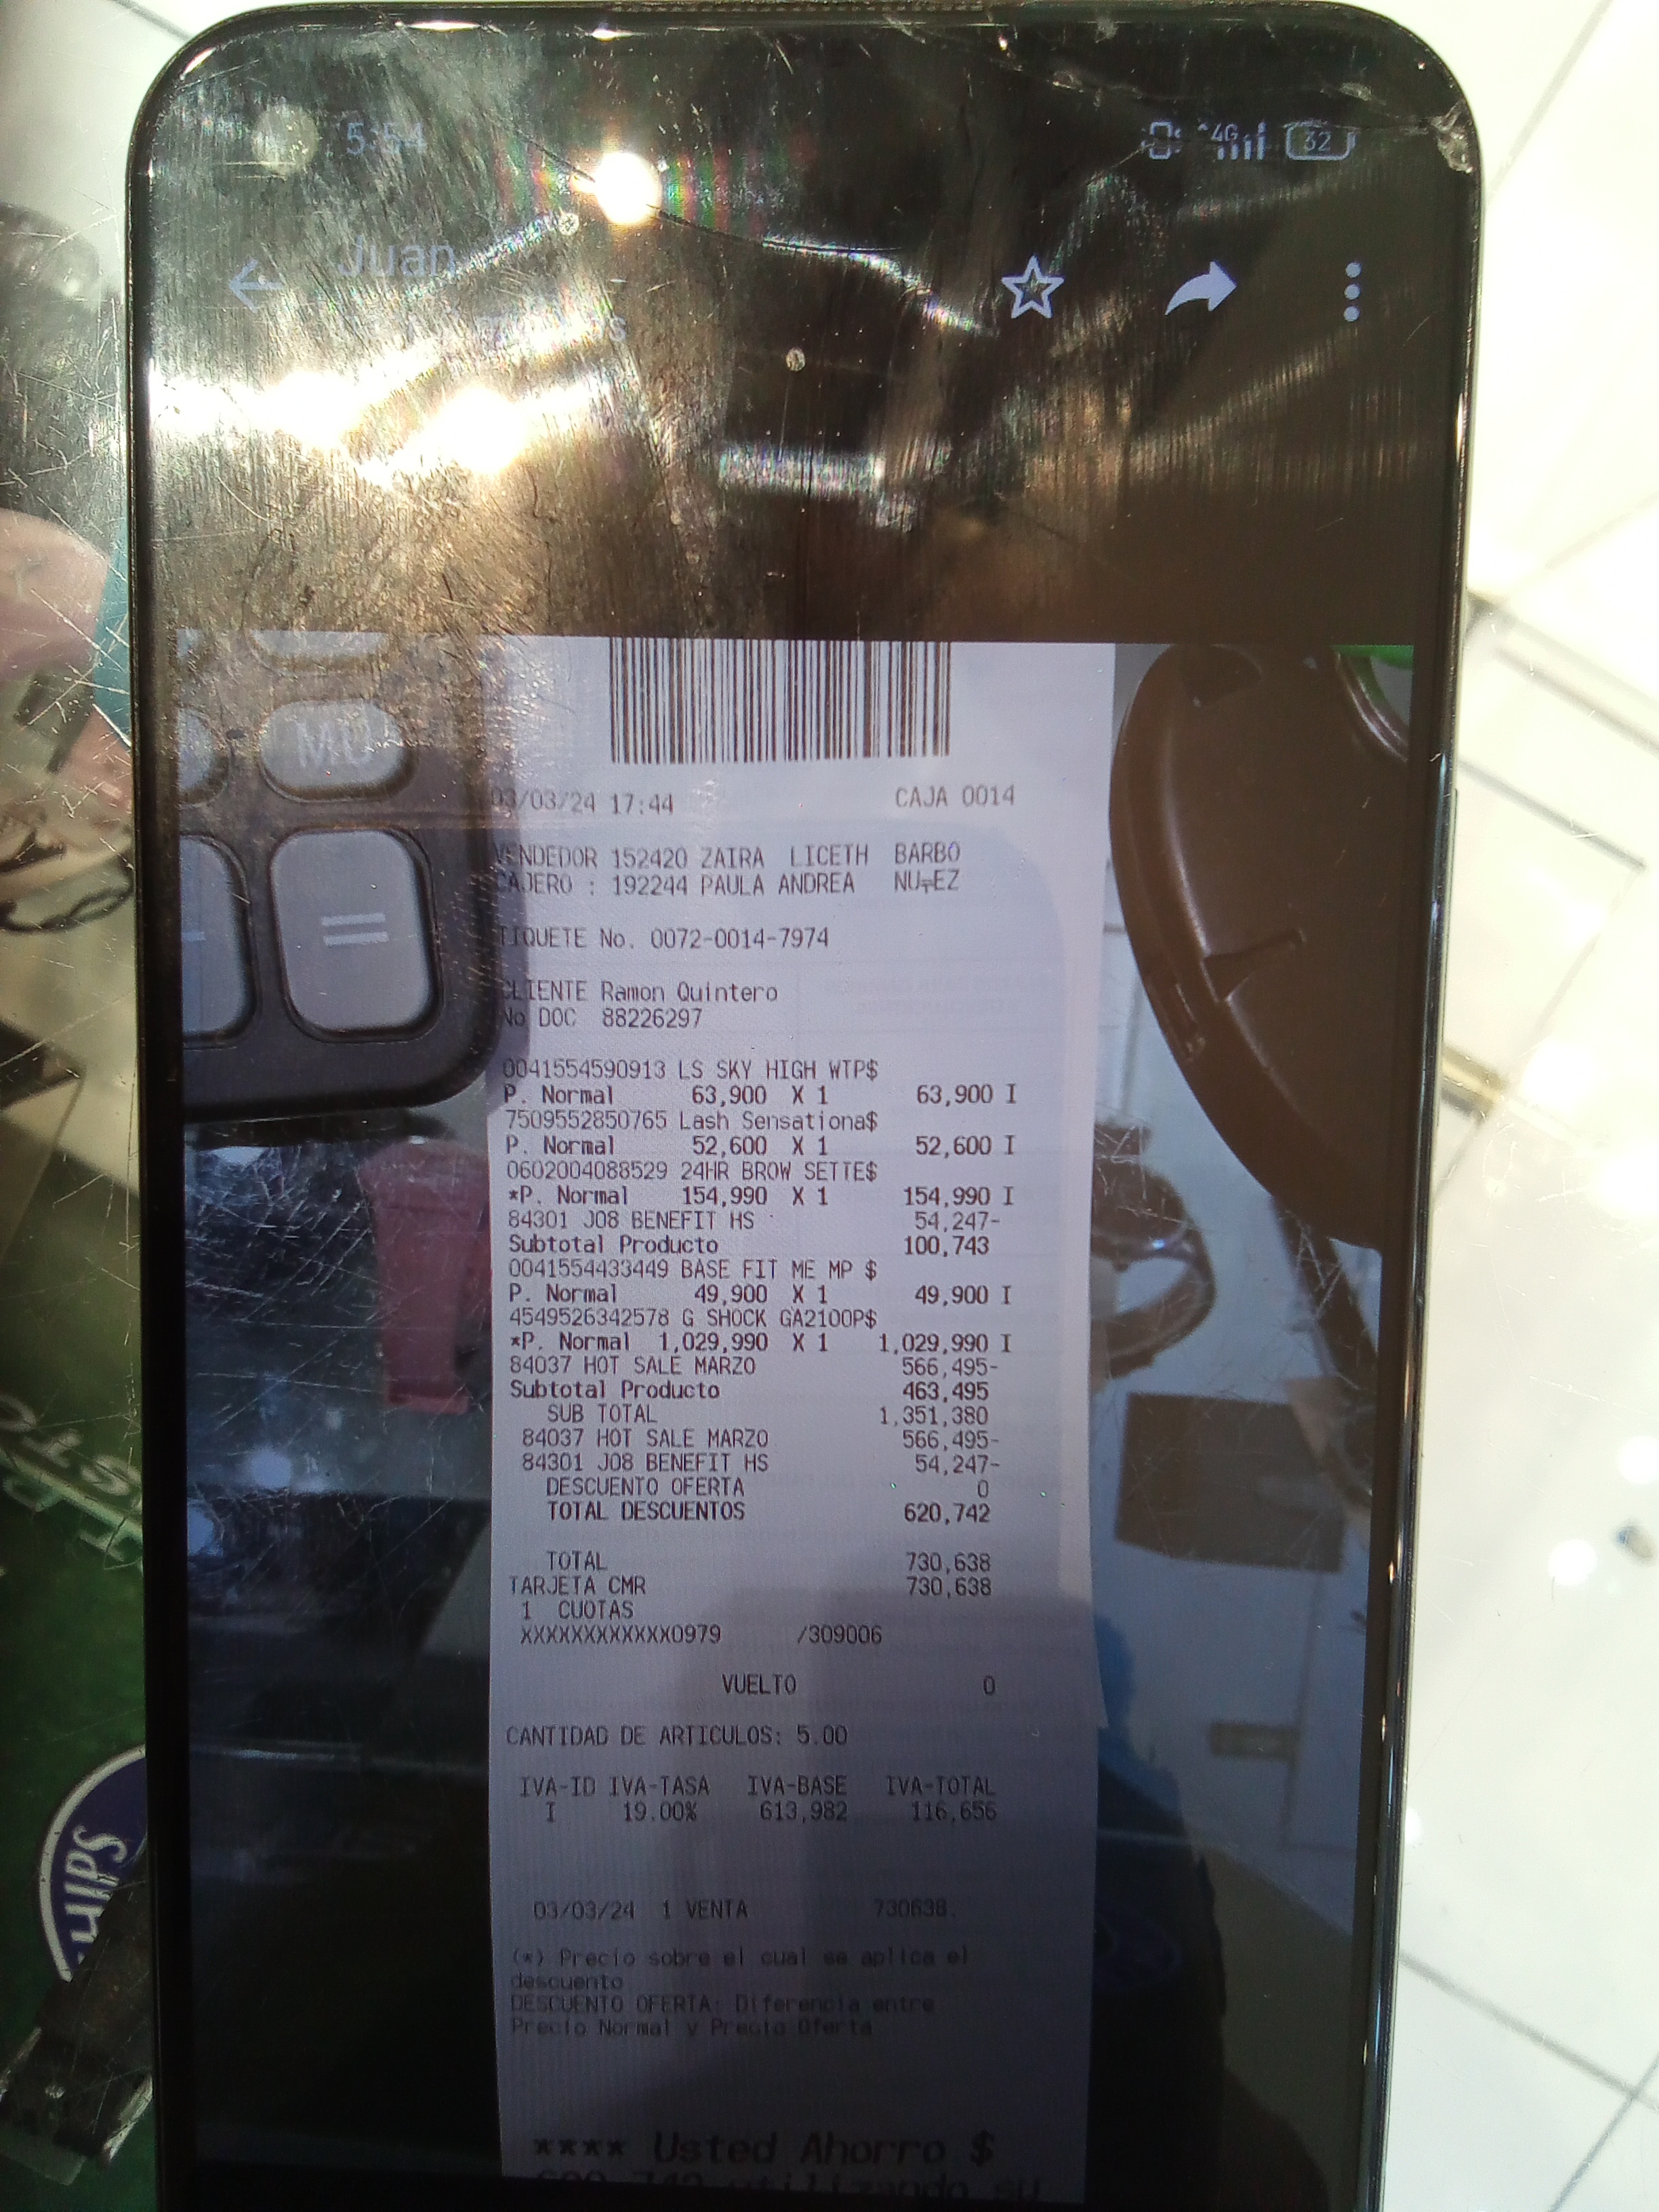 5:54
4G
32
Juan
MU
=
03/03/24 17:44 CAJA 0014
VENDEDOR 152420 ZAIRA LICETH BARBO
CAJERO : 192244 PAULA ANDREA NU╤EZ
TIQUETE No. 0072-0014-7974
CLIENTE Ramon Quintero
No DOC 88226297
0041554590913 LS SKY HIGH WTP$
P. Normal 63,900 X 1 63,900 I
7509552850765 Lash Sensationa$
P. Normal 52,600 X 1 52,600 I
0602004088529 24HR BROW SETTE$
*P. Normal 154,990 X 1 154,990 I
84301 J08 BENEFIT HS 54,247-
Subtotal Producto 100,743
0041554433449 BASE FIT ME MP $
P. Normal 49,900 X 1 49,900 I
4549526342578 G SHOCK GA2100P$
*P. Normal 1,029,990 X 1 1,029,990 I
84037 HOT SALE MARZO 566,495-
Subtotal Producto 463,495
SUB TOTAL 1,351,380
84037 HOT SALE MARZO 566,495-
84301 J08 BENEFIT HS 54,247-
DESCUENTO OFERTA 0
TOTAL DESCUENTOS 620,742
TOTAL 730,638
TARJETA CMR 730,638
1 CUOTAS
XXXXXXXXXXXX0979 /309006
VUELTO 0
CANTIDAD DE ARTICULOS: 5.00
IVA-ID IVA-TASA IVA-BASE IVA-TOTAL
I 19.00% 613,982 116,656
03/03/24 1 VENTA 730638.
(*) Precio sobre el cual se aplica el
descuento
DESCUENTO OFERTA: Diferencia entre
Precio Normal y Precio Oferta
**** Usted Ahorro $
utilizando su